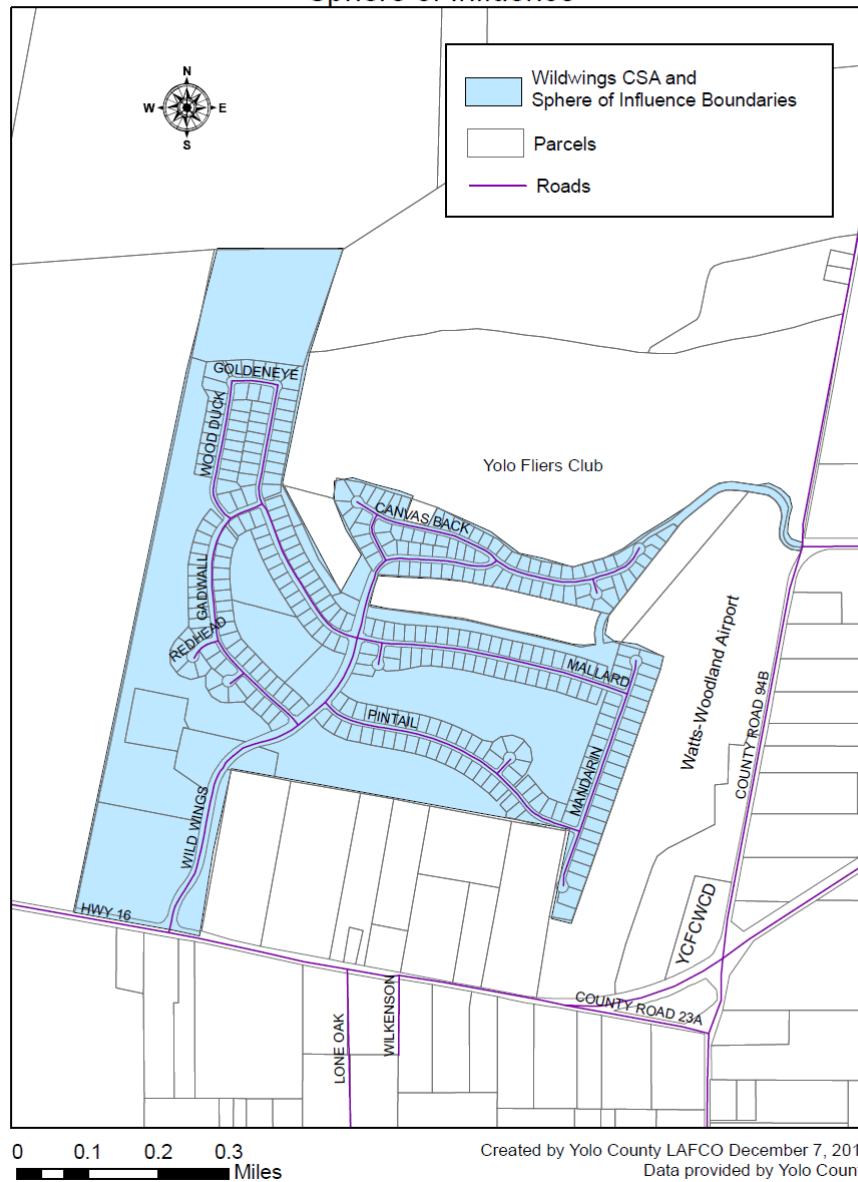 Sphere of Influence
N
W
E
S
Wildwings CSA and
Sphere of Influence Boundaries
Parcels
Roads
GOLDENEYE
WOOD DUCK
Yolo Fliers Club
CANVAS BACK
GADWALL
REDHEAD
MALLARD
Watts-Woodland Airport
COUNTY ROAD 94B
PINTAIL
MANDARIN
WILD WINGS
YCFCWCD
HWY 16
COUNTY ROAD 23A
LONE OAK
WILKENSON
0 0.1 0.2 0.3
Miles
Created by Yolo County LAFCO December 7, 201
Data provided by Yolo Coun